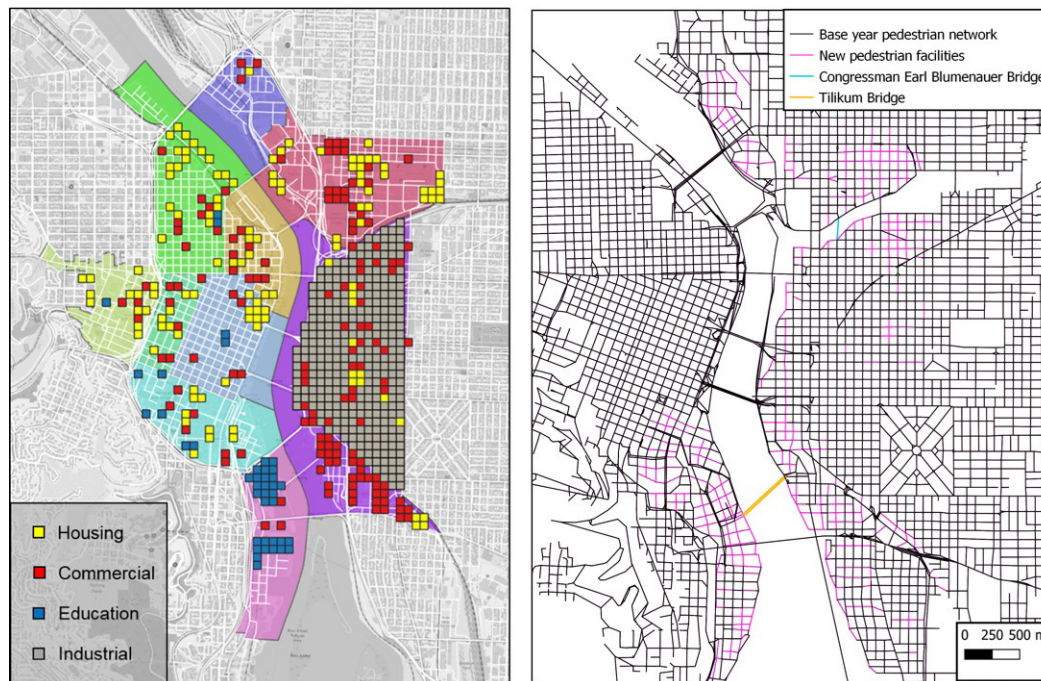 Housing
Commercial
Education
Industrial
Base year pedestrian network
New pedestrian facilities
Congressman Earl Blumenauer Bridge
Tilikum Bridge
0 250 500 m